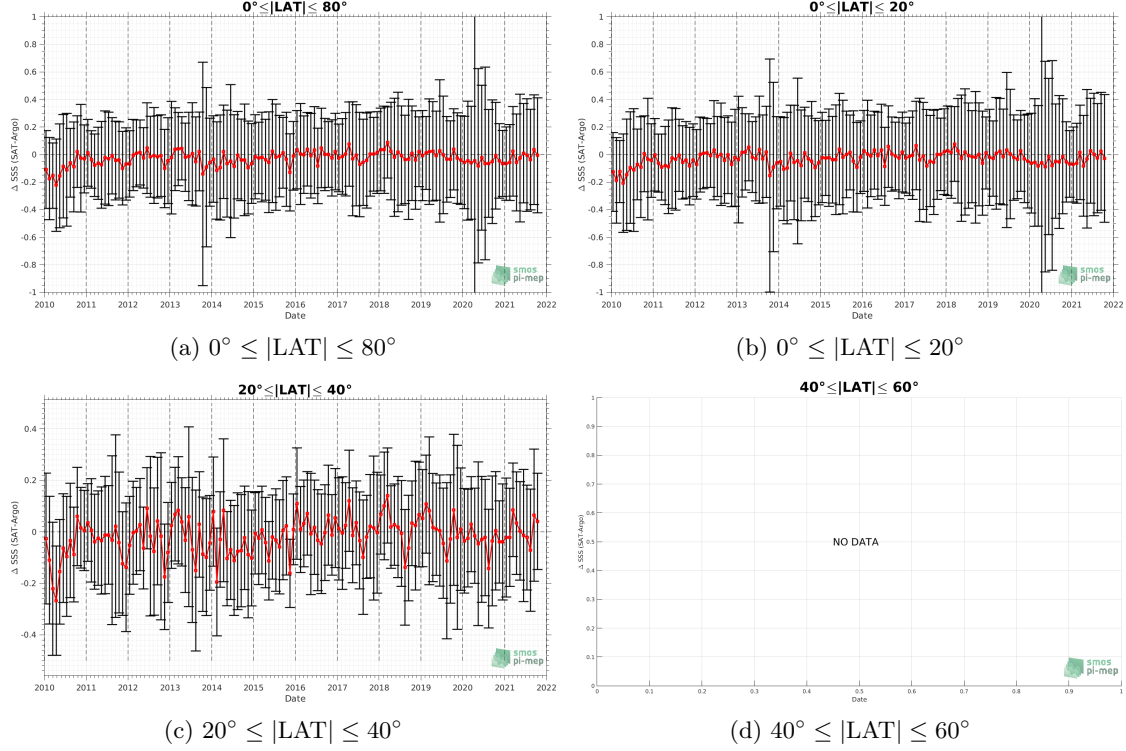 0°≤|LAT|≤ 80°
1
0.8
0.6
0.4
0.2
0
-0.2
-0.4
-0.6
-0.8
-1
Δ SSS (SAT-Argo)
2010 2011 2012 2013 2014 2015 2016 2017 2018 2019 2020 2021 2022
Date
smos
pi-mep
(a) 0° ≤ |LAT| ≤ 80°
0°≤|LAT|≤ 20°
1
0.8
0.6
0.4
0.2
0
-0.2
-0.4
-0.6
-0.8
-1
Δ SSS (SAT-Argo)
2010 2011 2012 2013 2014 2015 2016 2017 2018 2019 2020 2021 2022
Date
smos
pi-mep
(b) 0° ≤ |LAT| ≤ 20°
20°≤|LAT|≤ 40°
0.4
0.2
0
-0.2
-0.4
Δ SSS (SAT-Argo)
2010 2011 2012 2013 2014 2015 2016 2017 2018 2019 2020 2021 2022
Date
smos
pi-mep
(c) 20° ≤ |LAT| ≤ 40°
40°≤|LAT|≤ 60°
1
0.9
0.8
0.7
0.6
0.5
0.4
0.3
0.2
0.1
0
Δ SSS (SAT-Argo)
NO DATA
0 0.1 0.2 0.3 0.4 0.5 0.6 0.7 0.8 0.9 1
Date
smos
pi-mep
(d) 40° ≤ |LAT| ≤ 60°